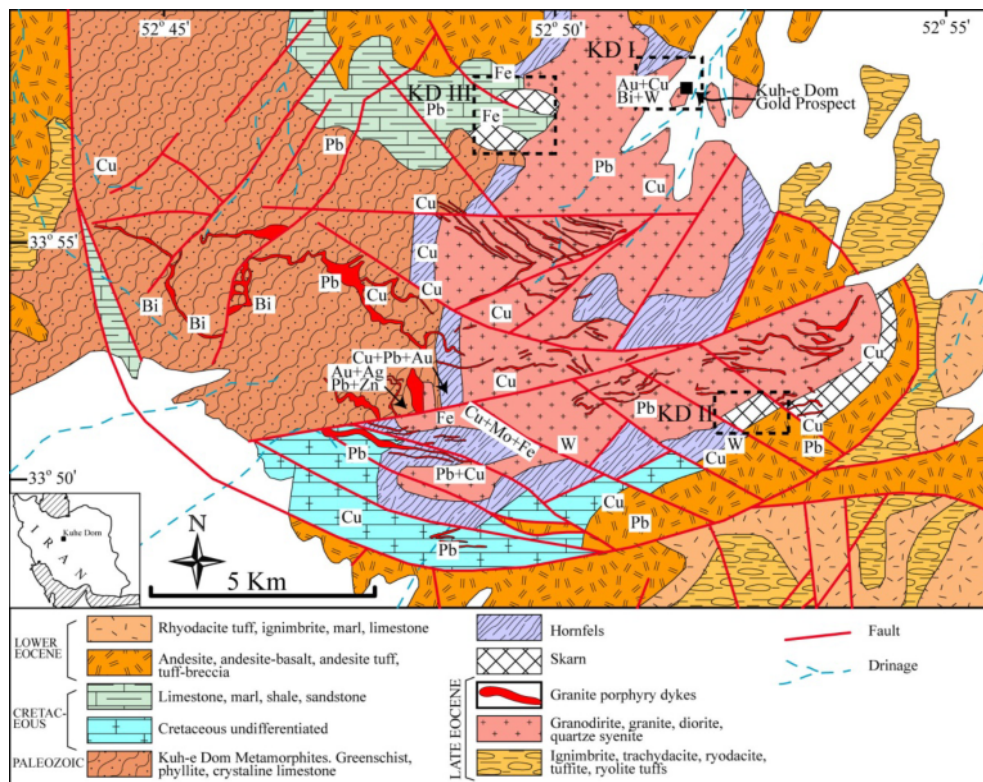 52° 45'
52° 50'
52° 55'
KD I
Fe
KD III
Au+Cu
Bi+W
Kuh-e Dom
Gold Prospect
Pb
Fe
Pb
Cu
Pb
Cu
Cu
33° 55'
Cu
Bi
Bi
Pb
Cu
Cu
Bi
Cu
Cu+Pb+Au
Au+Ag
Pb+Zn
Cu
Cu
Pb
KD II
Fe
Cu+Mo+Fe
W
W
Cu
Pb
Cu
Pb
33° 50'
Pb+Cu
Cu
Cu
Pb
Pb
IRAN
Kuhe Dom
N
5 Km
LOWER
EOCENE
Rhyodacite tuff, ignimbrite, marl, limestone
Andesite, andesite-basalt, andesite tuff,
tuff-breccia
CRETAC-
EOUS
Limestone, marl, shale, sandstone
Cretaceous undifferentiated
PALEOZOIC
Kuh-e Dom Metamorphites. Greenschist,
phyllite, crystaline limestone
Hornfels
Skarn
LATE EOCENE
Granite porphyry dykes
Granodirite, granite, diorite,
quartze syenite
Ignimbrite, trachydacite, ryodacite,
tuffite, ryolite tuffs
Fault
Drinage